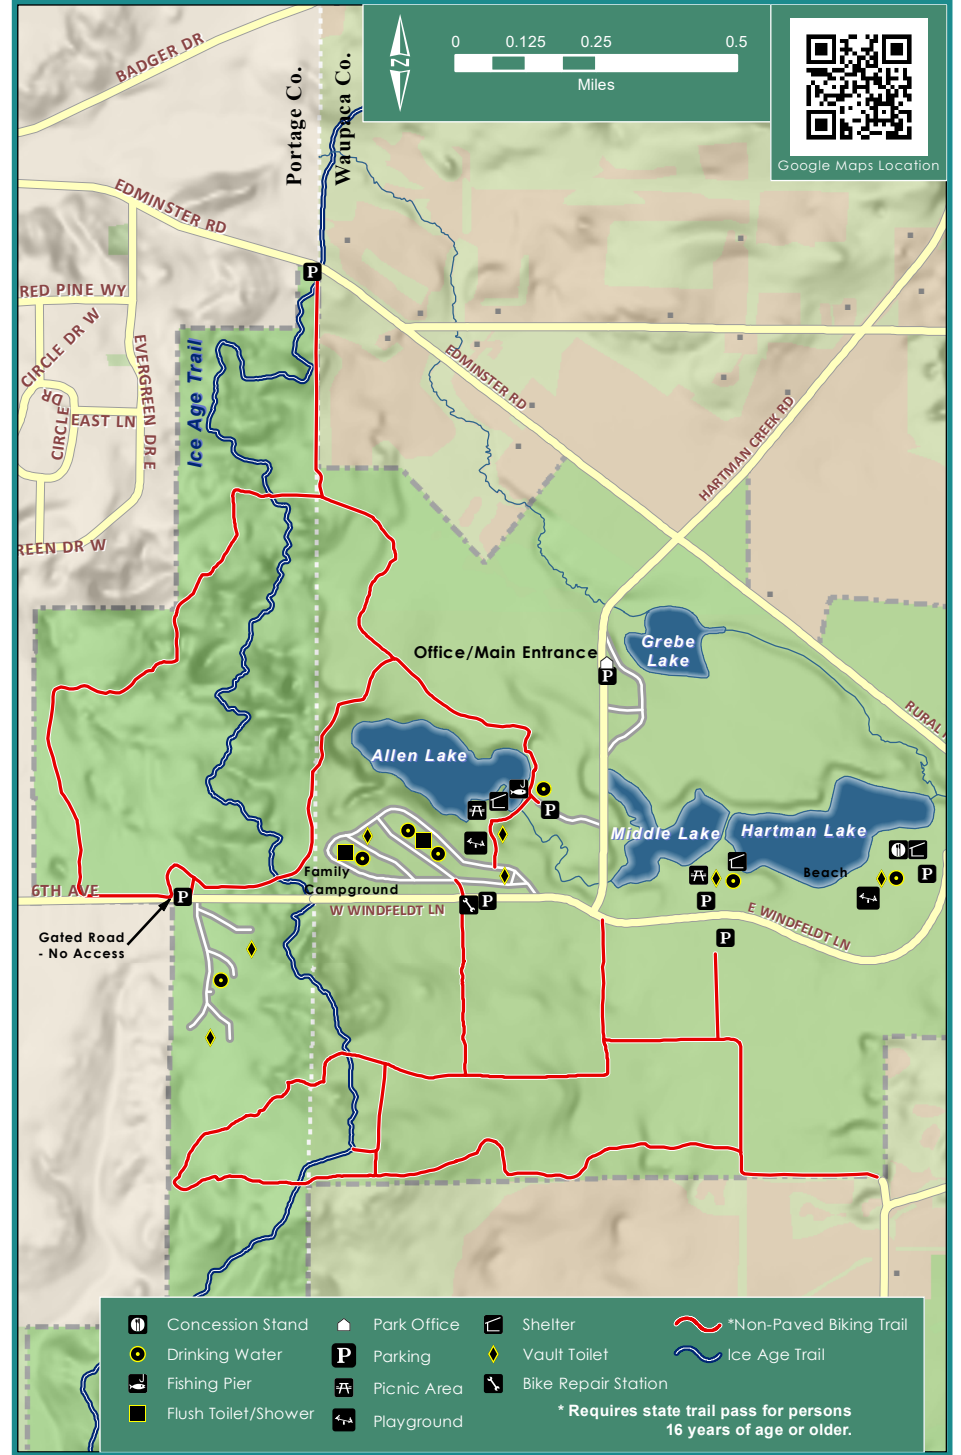 0 0.125 0.25 0.5
Miles
N
Google Maps Location
BADGER DR
Portage Co.
Waupaca Co.
EDMINSTER RD
RED PINE WY
CIRCLE DR W
EVERGREEN DR E
Ice Age Trail
EDMINSTER RD
CIRCLE
DR
EAST LN
HARTMAN CREEK RD
REEN DR W
Grebe
Lake
Office/Main Entrance
P
P
RURAL
Allen Lake
P
Middle Lake
Hartman Lake
Beach
P
Family
Campground
6TH AVE
P
P
P
W WINDFELDT LN
E WINDFELDT LN
P
Gated Road
- No Access
Concession Stand
Park Office
Shelter
*Non-Paved Biking Trail
Drinking Water
P Parking
Vault Toilet
Ice Age Trail
Fishing Pier
Picnic Area
Bike Repair Station
Flush Toilet/Shower
Playground
* Requires state trail pass for persons
16 years of age or older.